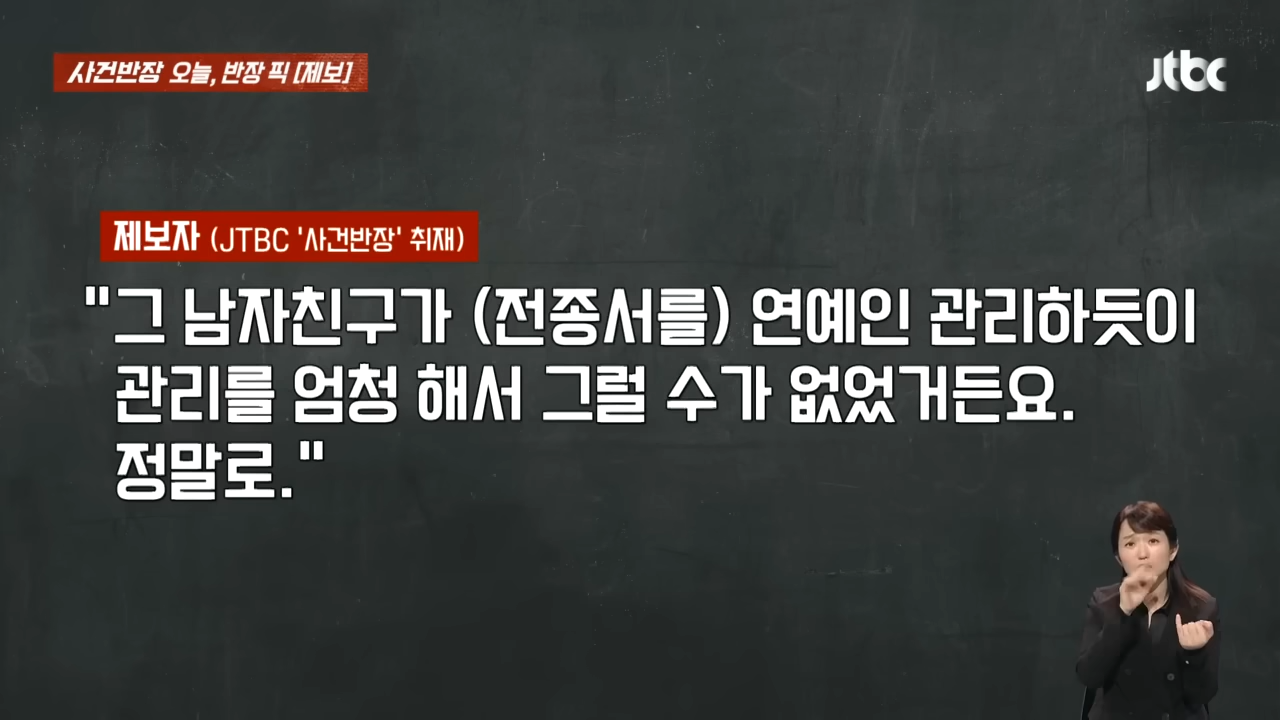 사건반장 오늘, 반장 픽 [제보]
jtbc
제보자 (JTBC '사건반장' 취재)
"그 남자친구가 (전종서를) 연예인 관리하듯이
관리를 엄청 해서 그럴 수가 없었거든요.
정말로."